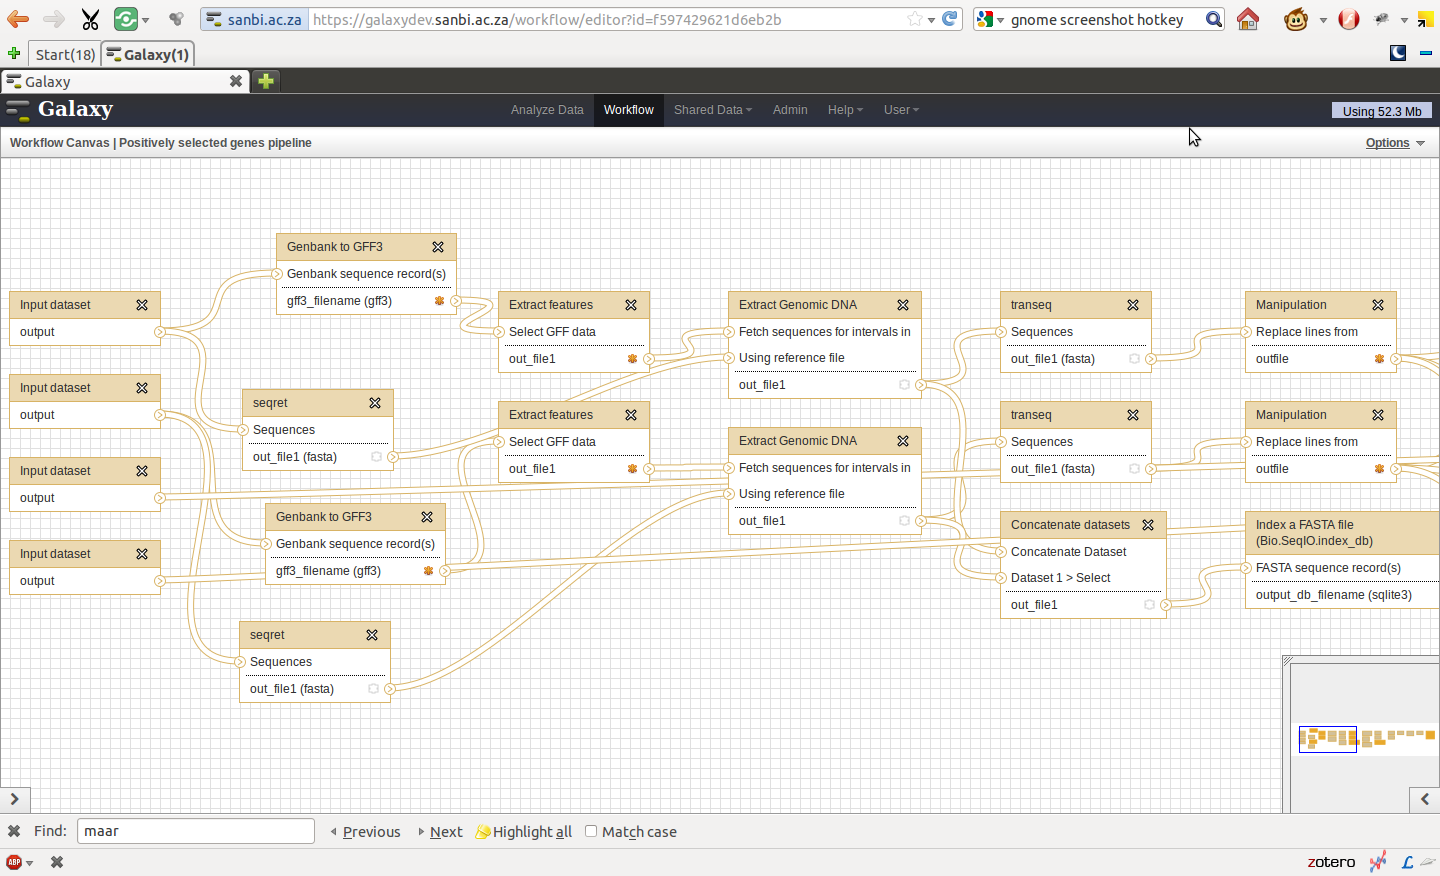 sanbi.ac.za
https://galaxydev.sanbi.ac.za/workflow/editor?id=f597429621d6eb2b
gnome screenshot hotkey
Start(18)
Galaxy(1)
Galaxy
Galaxy
Analyze Data
Workflow
Shared Data
Admin
Help
User
Using 52.3 Mb
Workflow Canvas | Positively selected genes pipeline
Options
Input dataset
output
Input dataset
output
Input dataset
output
Input dataset
output
Genbank to GFF3
Genbank sequence record(s)
gff3_filename (gff3)
seqret
Sequences
out_file1 (fasta)
Genbank to GFF3
Genbank sequence record(s)
gff3_filename (gff3)
seqret
Sequences
out_file1 (fasta)
Extract features
Select GFF data
out_file1
Extract features
Select GFF data
out_file1
Extract Genomic DNA
Fetch sequences for intervals in
Using reference file
out_file1
Extract Genomic DNA
Fetch sequences for intervals in
Using reference file
out_file1
transeq
Sequences
out_file1 (fasta)
transeq
Sequences
out_file1 (fasta)
Concatenate datasets
Concatenate Dataset
Dataset 1 > Select
out_file1
Manipulation
Replace lines from
outfile
Manipulation
Replace lines from
outfile
Index a FASTA file
(Bio.SeqIO.index_db)
FASTA sequence record(s)
output_db_filename (sqlite3)
Find:
maar
Previous
Next
Highlight all
Match case
ABP
zotero